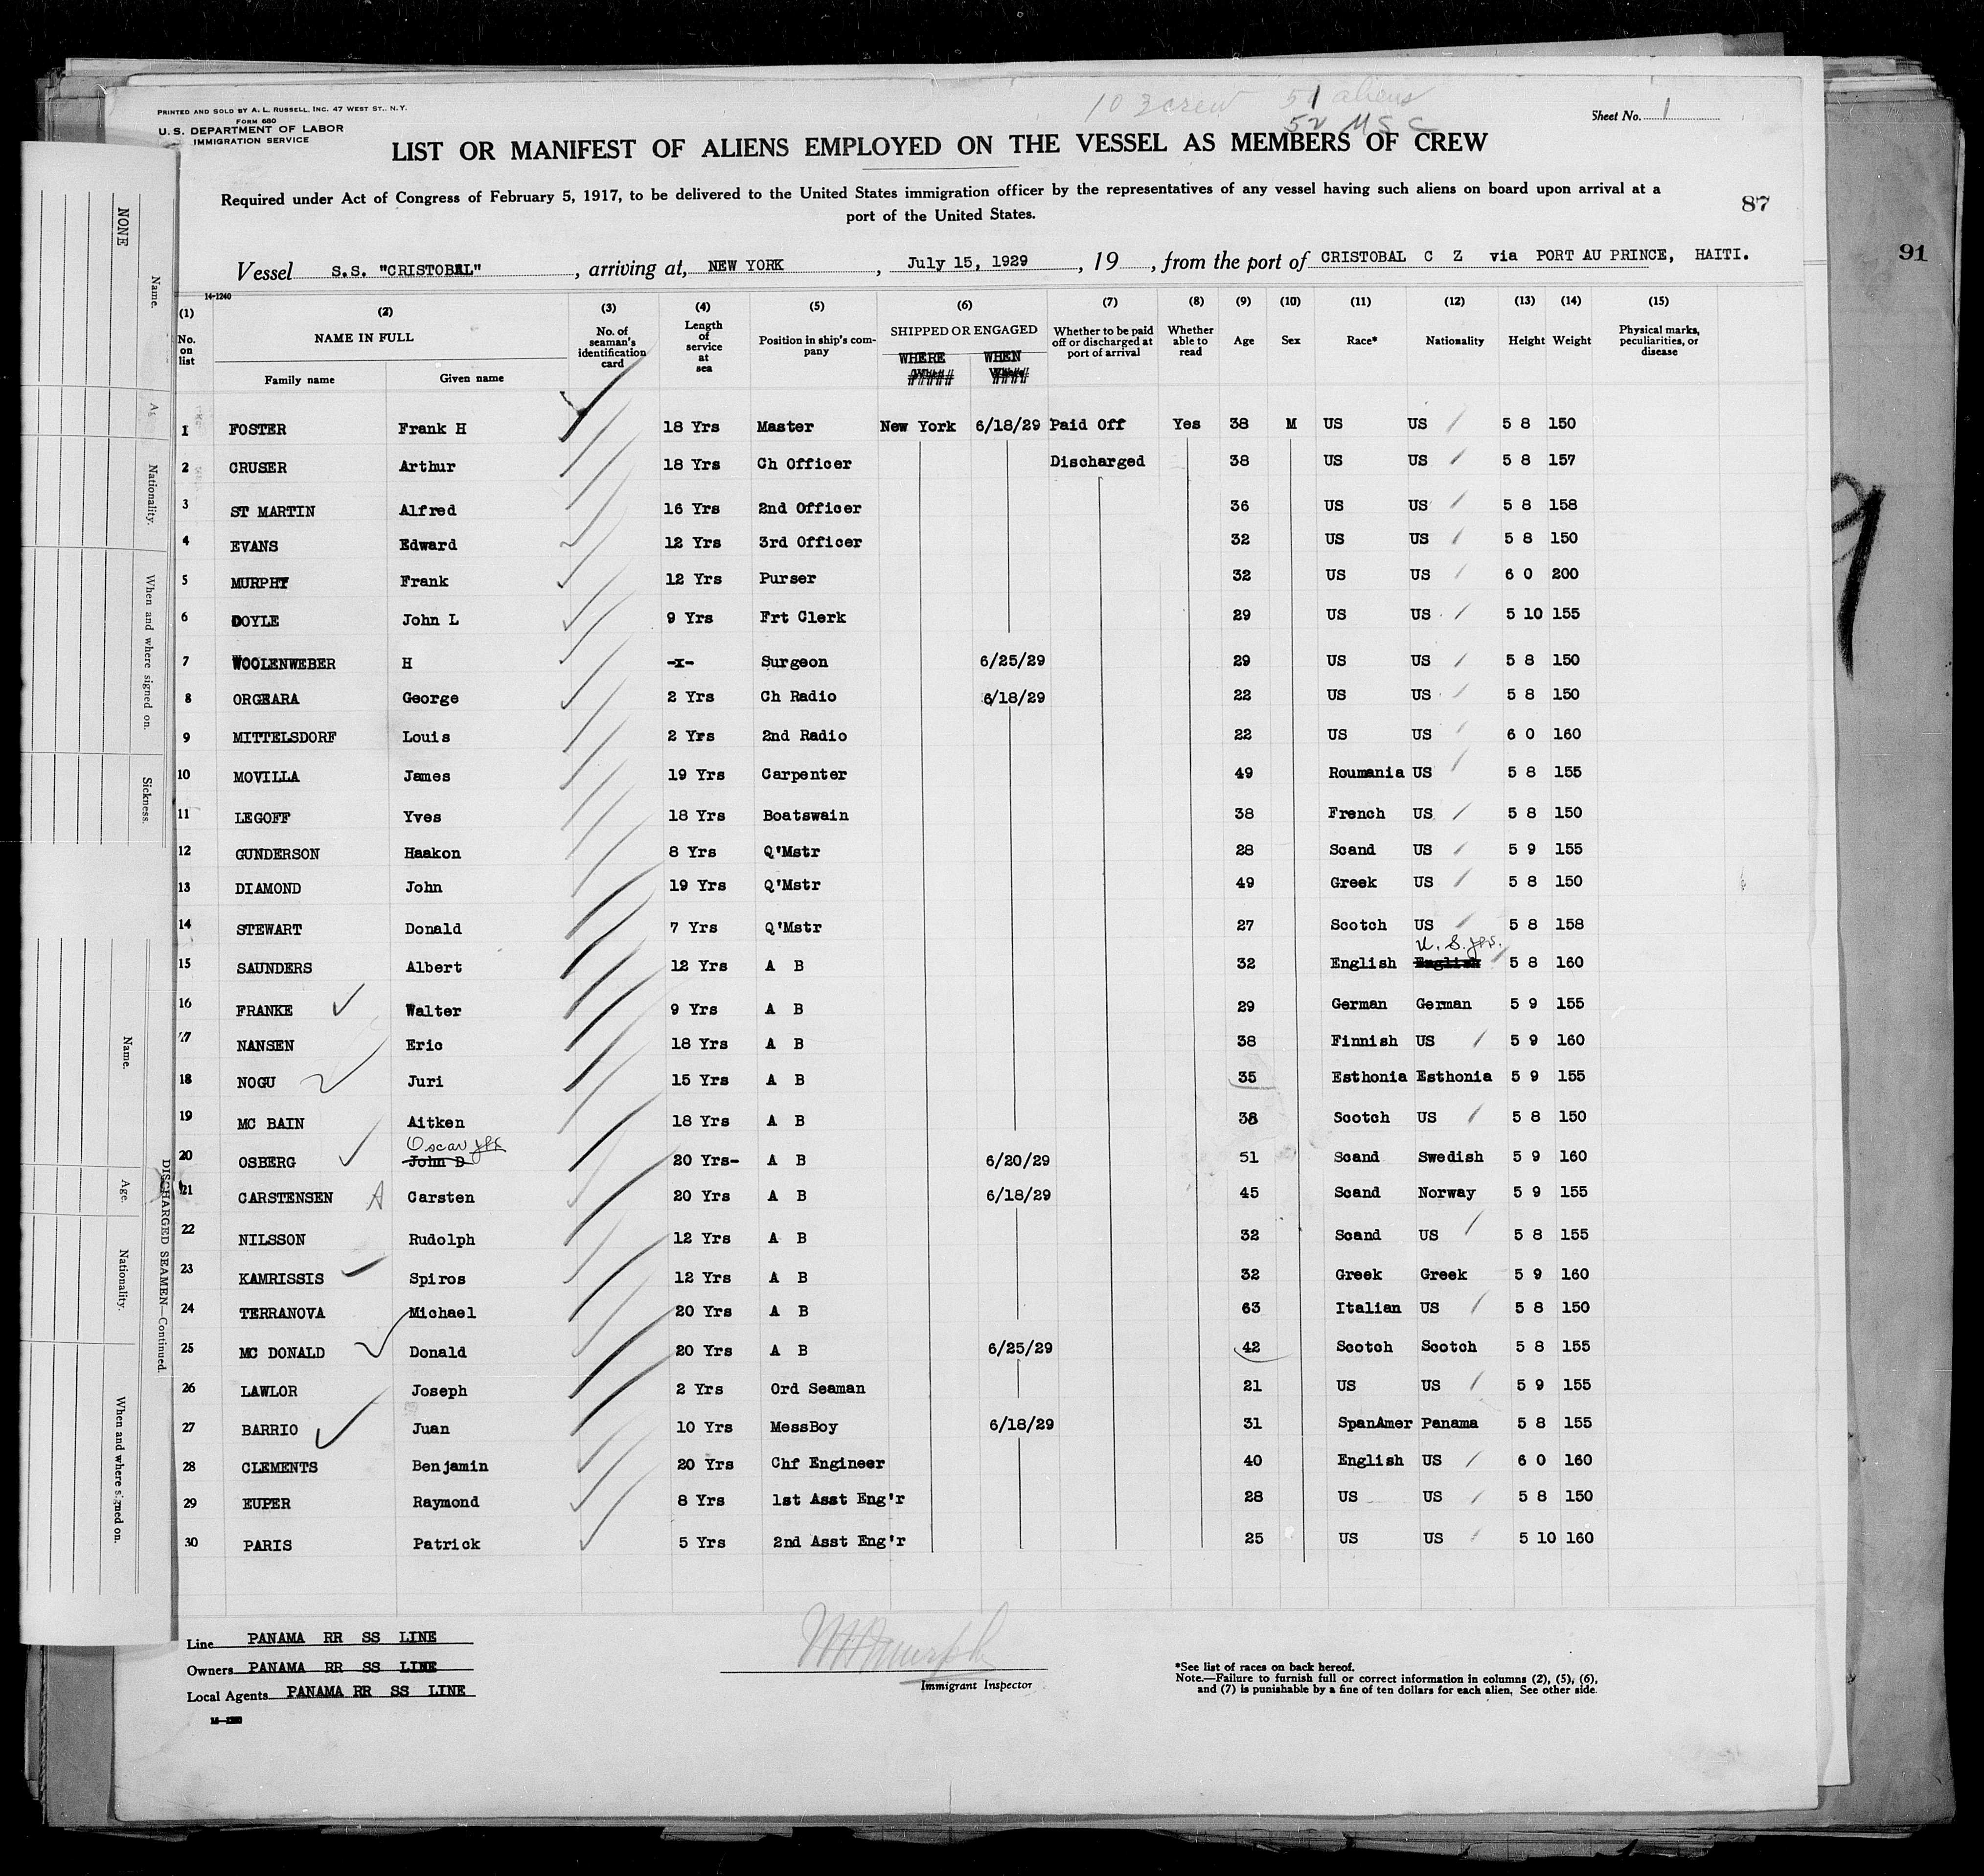 10 3 crew 51 aliens
52 M S C
PRINTED AND SOLD BY A. L. RUSSELL, INC. 47 WEST ST., N.Y.
FORM 680
U. S. DEPARTMENT OF LABOR
IMMIGRATION SERVICE
Sheet No. 1
LIST OR MANIFEST OF ALIENS EMPLOYED ON THE VESSEL AS MEMBERS OF CREW
Required under Act of Congress of February 5, 1917, to be delivered to the United States immigration officer by the representatives of any vessel having such aliens on board upon arrival at a
port of the United States.
87
91
Vessel S.S. "CRISTOBAL", arriving at, NEW YORK, July 15, 1929, 19, from the port of CRISTOBAL C Z via PORT AU PRINCE, HAITI.
14-1240
(1) (2) (3) (4) (5) (6) (7) (8) (9) (10) (11) (12) (13) (14) (15)
No. on list
NAME IN FULL
Family name Given name
No. of seaman's identification card
Length of service at sea
Position in ship's company
SHIPPED OR ENGAGED
WHERE WHEN
Whether to be paid off or discharged at port of arrival
Whether able to read
Age Sex Race* Nationality Height Weight
Physical marks, peculiarities, or disease
1 FOSTER Frank H 18 Yrs Master New York 6/18/29 Paid Off Yes 38 M US US 5 8 150
2 CRUSER Arthur 18 Yrs Ch Officer Discharged 38 US US 5 8 157
3 ST MARTIN Alfred 16 Yrs 2nd Officer 36 US US 5 8 158
4 EVANS Edward 12 Yrs 3rd Officer 32 US US 5 8 150
5 MURPHY Frank 12 Yrs Purser 32 US US 6 0 200
6 DOYLE John L 9 Yrs Frt Clerk 29 US US 5 10 155
7 WOOLENWEBER H -x- Surgeon 6/25/29 29 US US 5 8 150
8 ORGEARA George 2 Yrs Ch Radio 6/18/29 22 US US 5 8 150
9 MITTELSDORF Louis 2 Yrs 2nd Radio 22 US US 6 0 160
10 MOVILLA James 19 Yrs Carpenter 49 Roumania US 5 8 155
11 LEGOFF Yves 18 Yrs Boatswain 38 French US 5 8 150
12 GUNDERSON Haakon 8 Yrs Q'Mstr 28 Scand US 5 9 155
13 DIAMOND John 19 Yrs Q'Mstr 49 Greek US 5 8 150
14 STEWART Donald 7 Yrs Q'Mstr 27 Scotch US 5 8 158
U. S.
15 SAUNDERS Albert 12 Yrs A B 32 English English 5 8 160
16 FRANKE Walter 9 Yrs A B 29 German German 5 9 155
17 NANSEN Eric 18 Yrs A B 38 Finnish US 5 9 160
18 NOGU Juri 15 Yrs A B 35 Esthonia Esthonia 5 9 155
19 MC BAIN Aitken 18 Yrs A B 38 Scotch US 5 8 150
Oscar
20 OSBERG John D 20 Yrs- A B 6/20/29 51 Scand Swedish 5 9 160
21 CARSTENSEN A Carsten 20 Yrs A B 6/18/29 45 Scand Norway 5 9 155
22 NILSSON Rudolph 12 Yrs A B 32 Scand US 5 8 155
23 KAMRISSIS Spiros 12 Yrs A B 32 Greek Greek 5 9 160
24 TERRANOVA Michael 20 Yrs A B 63 Italian US 5 8 150
25 MC DONALD Donald 20 Yrs A B 6/25/29 42 Scotch Scotch 5 8 155
26 LAWLOR Joseph 2 Yrs Ord Seaman 21 US US 5 9 155
27 BARRIO Juan 10 Yrs MessBoy 6/18/29 31 SpanAmer Panama 5 8 155
28 CLEMENTS Benjamin 20 Yrs Chf Engineer 40 English US 6 0 160
29 EUPER Raymond 8 Yrs 1st Asst Eng'r 28 US US 5 8 150
30 PARIS Patrick 5 Yrs 2nd Asst Eng'r 25 US US 5 10 160
Line PANAMA RR SS LINE
Owners PANAMA RR SS LINE
Local Agents PANAMA RR SS LINE
Immigrant Inspector
*See list of races on back hereof.
Note.—Failure to furnish full or correct information in columns (2), (5), (6),
and (7) is punishable by a fine of ten dollars for each alien. See other side.
NONE
Name.
Nationality.
When and where signed on.
Sickness.
DISCHARGED SEAMEN—Continued.
Name.
Age.
Nationality.
When and where signed on.